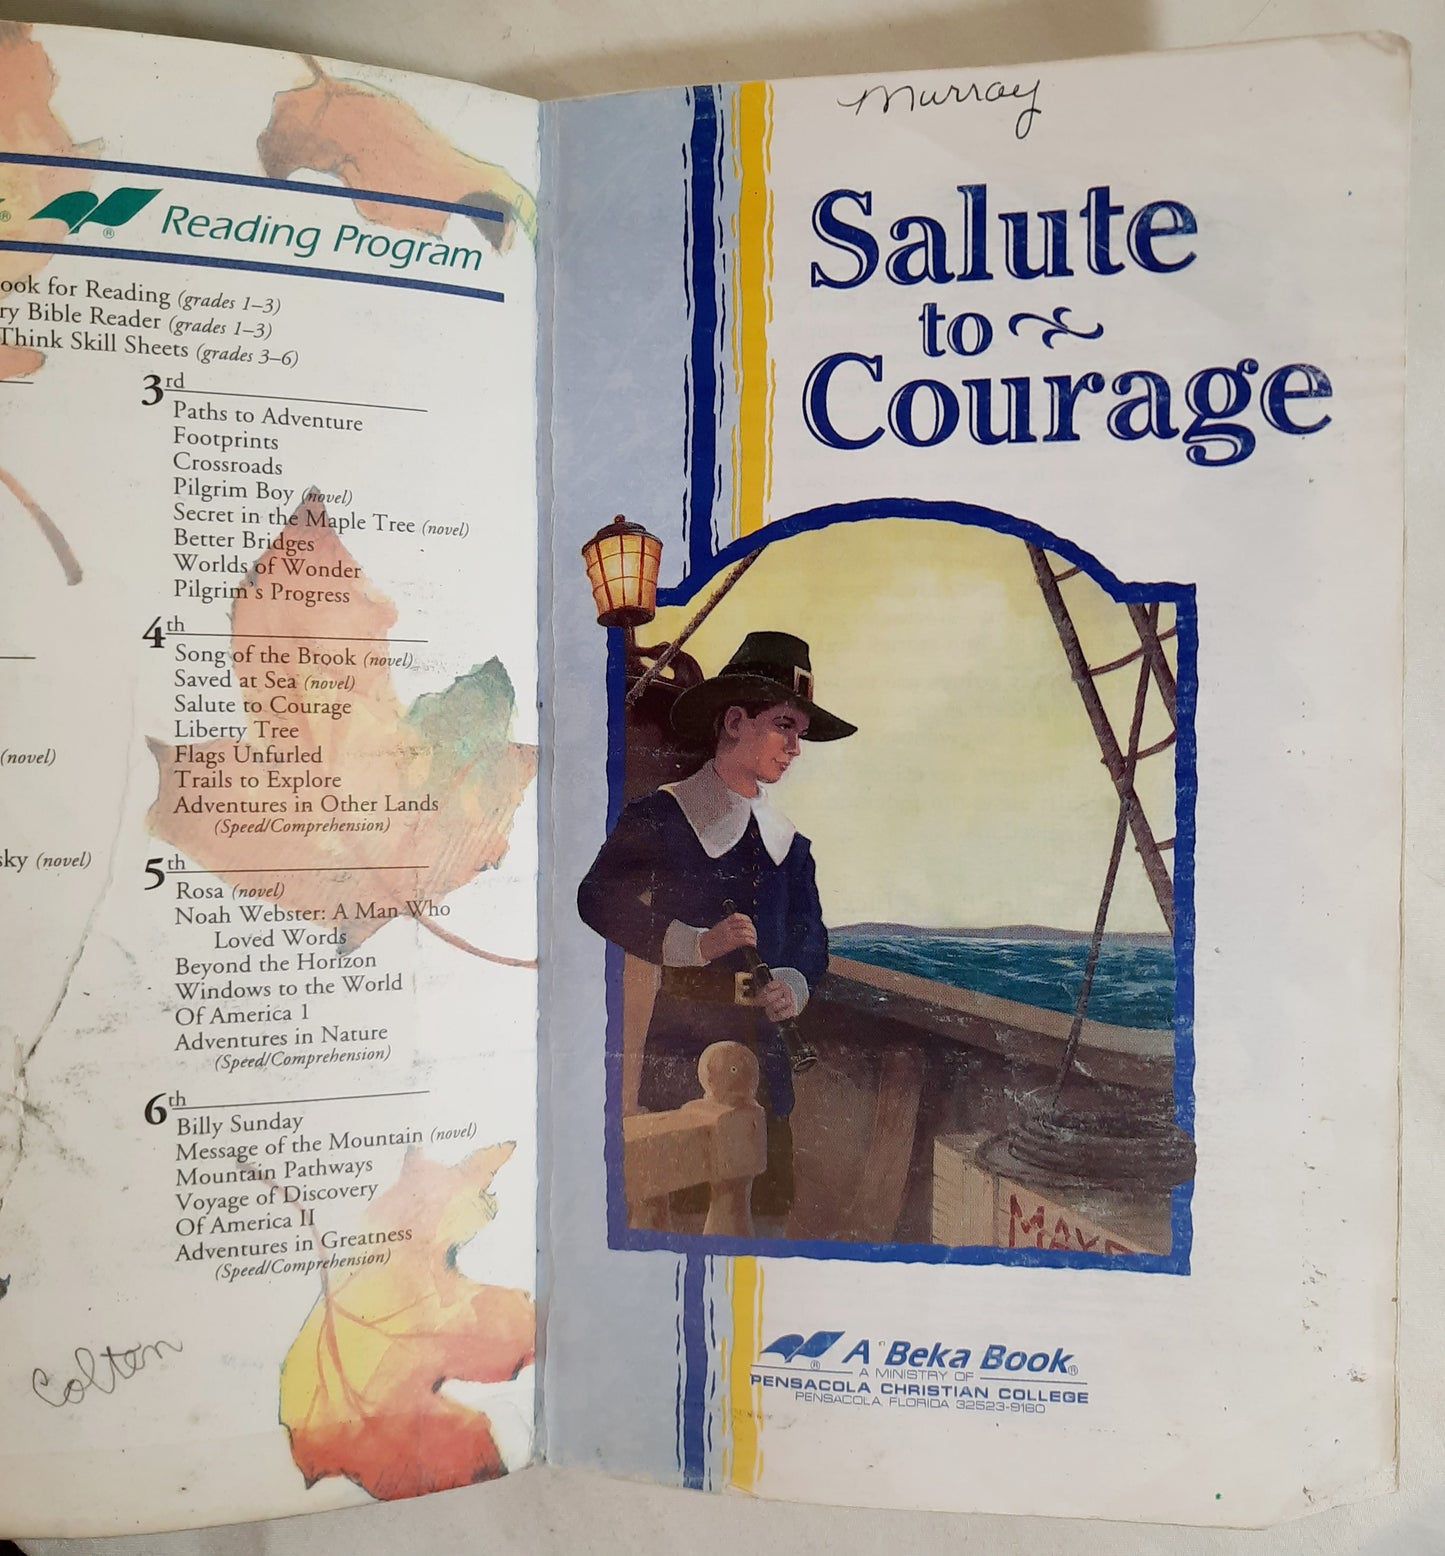 ® Reading Program
ook for Reading (grades 1–3)
ry Bible Reader (grades 1–3)
Think Skill Sheets (grades 3–6)
3rd
Paths to Adventure
Footprints
Crossroads
Pilgrim Boy (novel)
Secret in the Maple Tree (novel)
Better Bridges
Worlds of Wonder
Pilgrim's Progress
4th
Song of the Brook (novel)
Saved at Sea (novel)
Salute to Courage
Liberty Tree
(novel)
Flags Unfurled
Trails to Explore
Adventures in Other Lands
(Speed/Comprehension)
sky (novel)
5th
Rosa (novel)
Noah Webster: A Man Who
Loved Words
Beyond the Horizon
Windows to the World
Of America 1
Adventures in Nature
(Speed/Comprehension)
6th
Billy Sunday
Message of the Mountain (novel)
Mountain Pathways
Voyage of Discovery
Of America II
Adventures in Greatness
(Speed/Comprehension)
Colton
Murray
Salute
to
Courage
MAY
A Beka Book®
A MINISTRY OF
PENSACOLA CHRISTIAN COLLEGE
PENSACOLA, FLORIDA 32523-9160